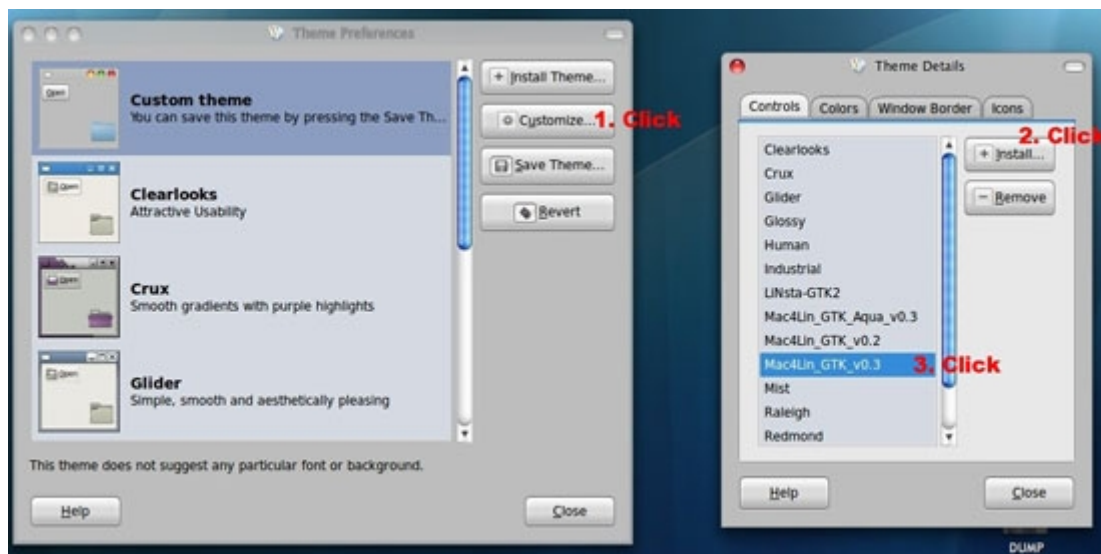 Theme Preferences
Open
Custom theme
You can save this theme by pressing the Save Th...
Open
Clearlooks
Attractive Usability
Open
Crux
Smooth gradients with purple highlights
Open
Glider
Simple, smooth and aesthetically pleasing
Install Theme...
Customize... 1. Click
Save Theme...
Revert
This theme does not suggest any particular font or background.
Help
Close
Theme Details
Controls Colors Window Border Icons
2. Click
Clearlooks
Crux
Glider
Glossy
Human
Industrial
LiNsta-GTK2
Mac4Lin_GTK_Aqua_v0.3
Mac4Lin_GTK_v0.2
Mac4Lin_GTK_v0.3 3. Click
Mist
Raleigh
Redmond
Install...
Remove
Help
Close
DUMP